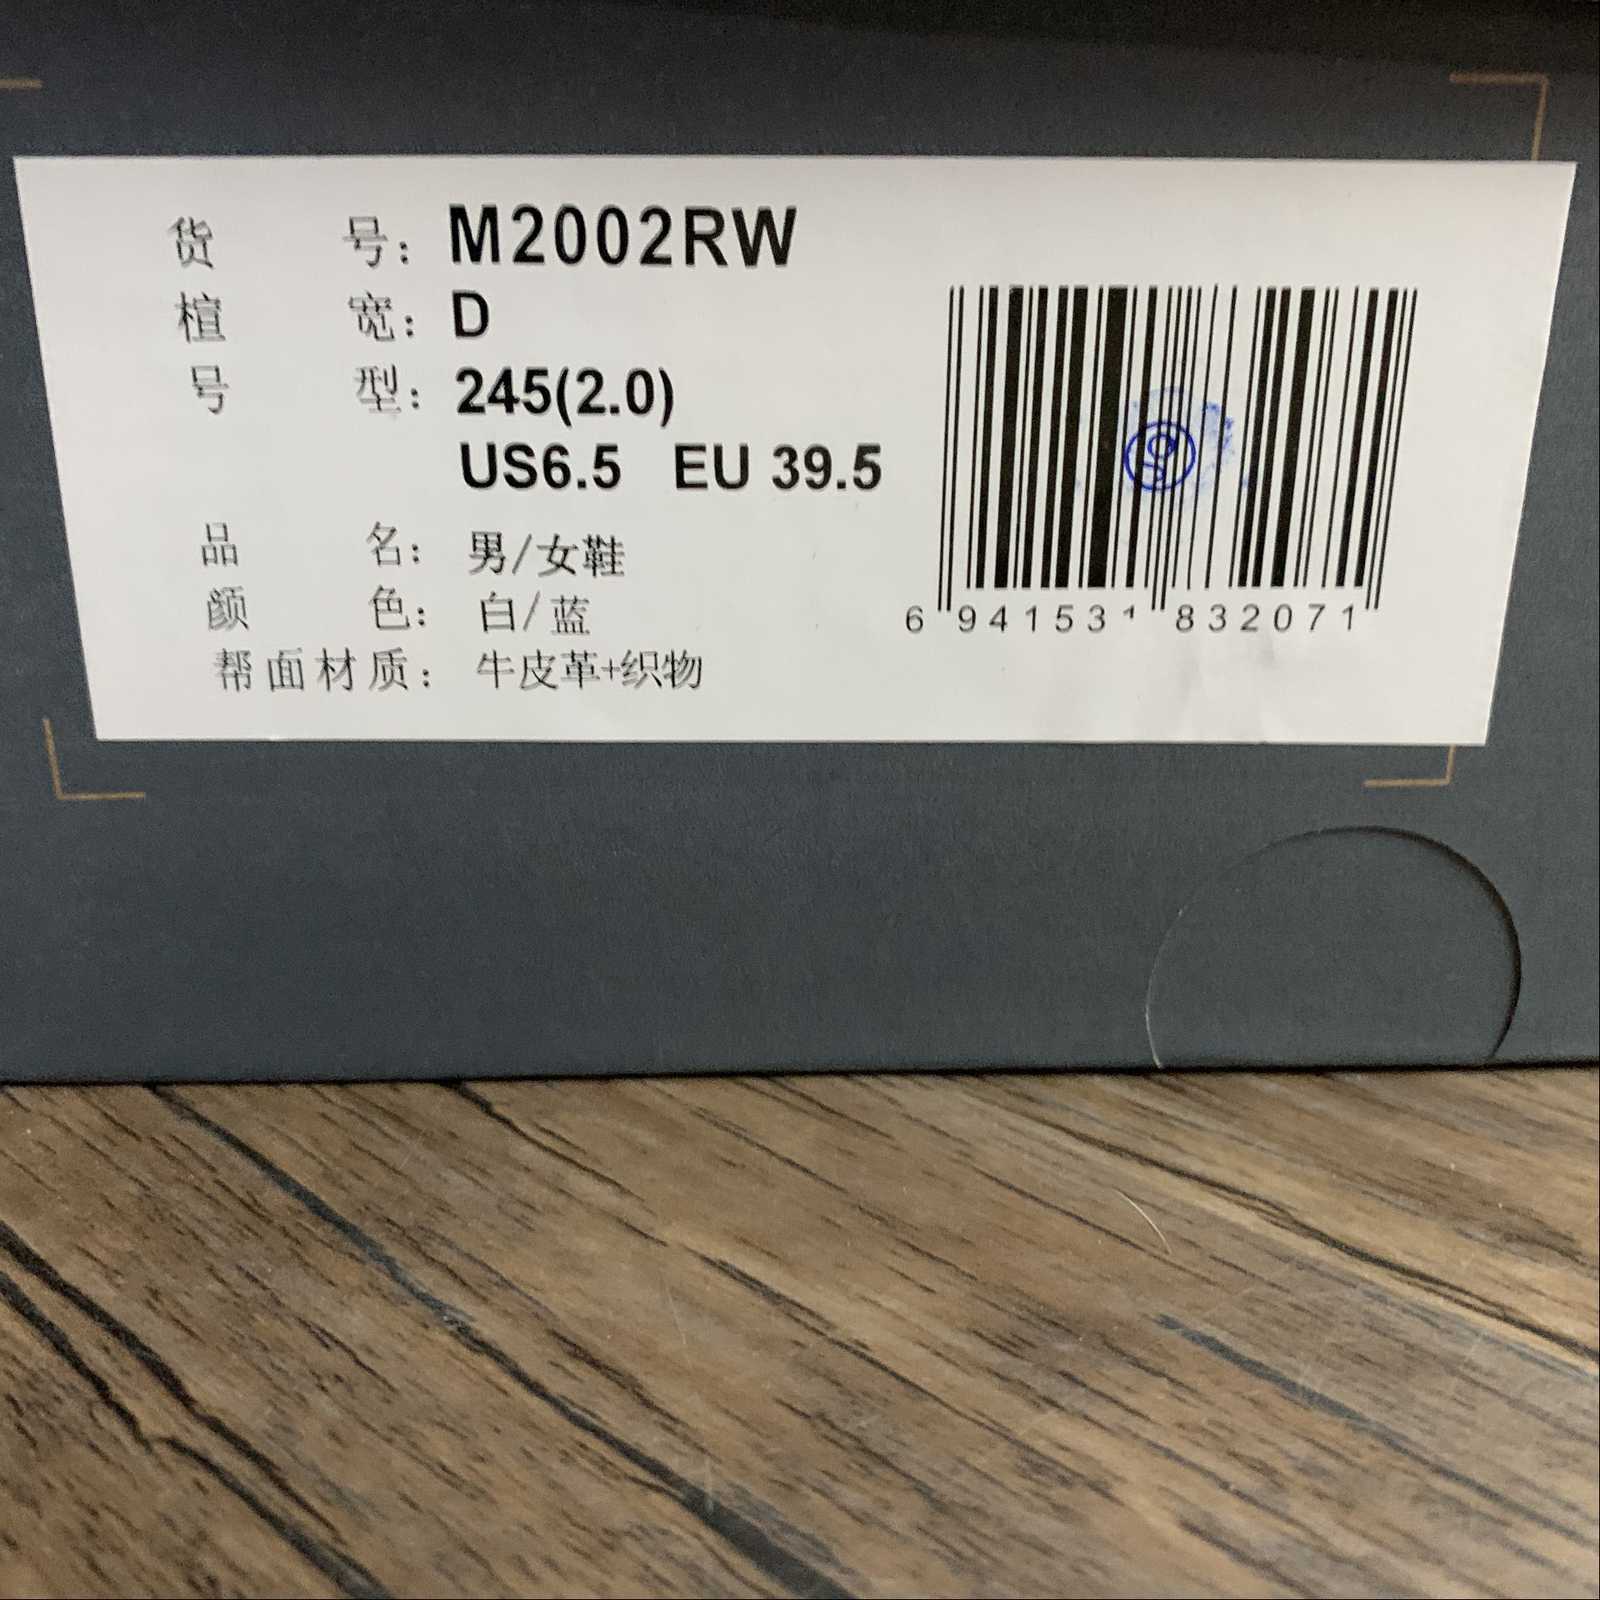 货 号: M2002RW
楦 宽: D
号 型: 245(2.0)
US6.5 EU 39.5
品 名: 男/女鞋
颜 色: 白/蓝
帮面材质: 牛皮革+织物
6 941531 832071